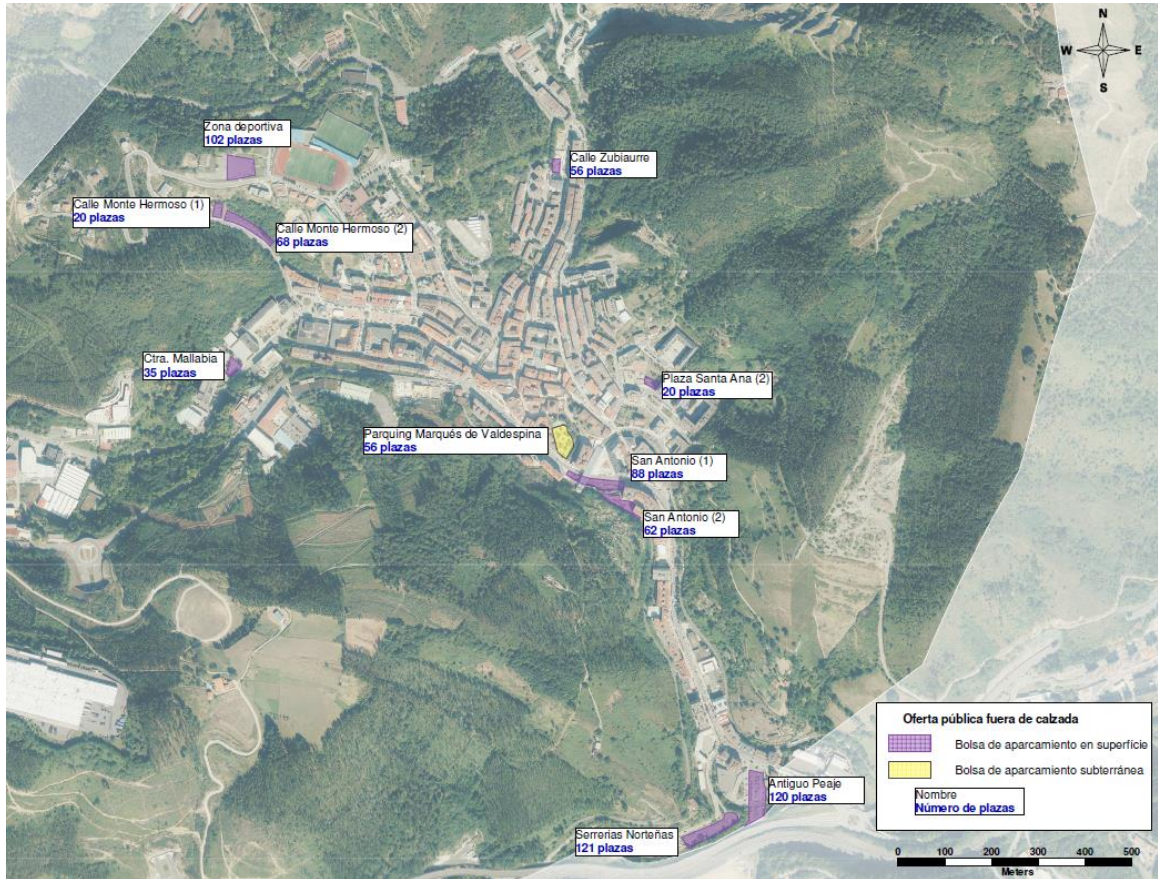 N
W E
S
Zona deportiva
102 plazas
Calle Zubiaurre
56 plazas
Calle Monte Hermoso (1)
20 plazas
Calle Monte Hermoso (2)
68 plazas
Ctra. Mallabia
35 plazas
Plaza Santa Ana (2)
20 plazas
Parquing Marqués de Valdespina
56 plazas
San Antonio (1)
88 plazas
San Antonio (2)
62 plazas
Antiguo Peaje
120 plazas
Serrerias Norteñas
121 plazas
Oferta pública fuera de calzada
Bolsa de aparcamiento en superfície
Bolsa de aparcamiento subterránea
Nombre
Número de plazas
0 100 200 300 400 500
Meters